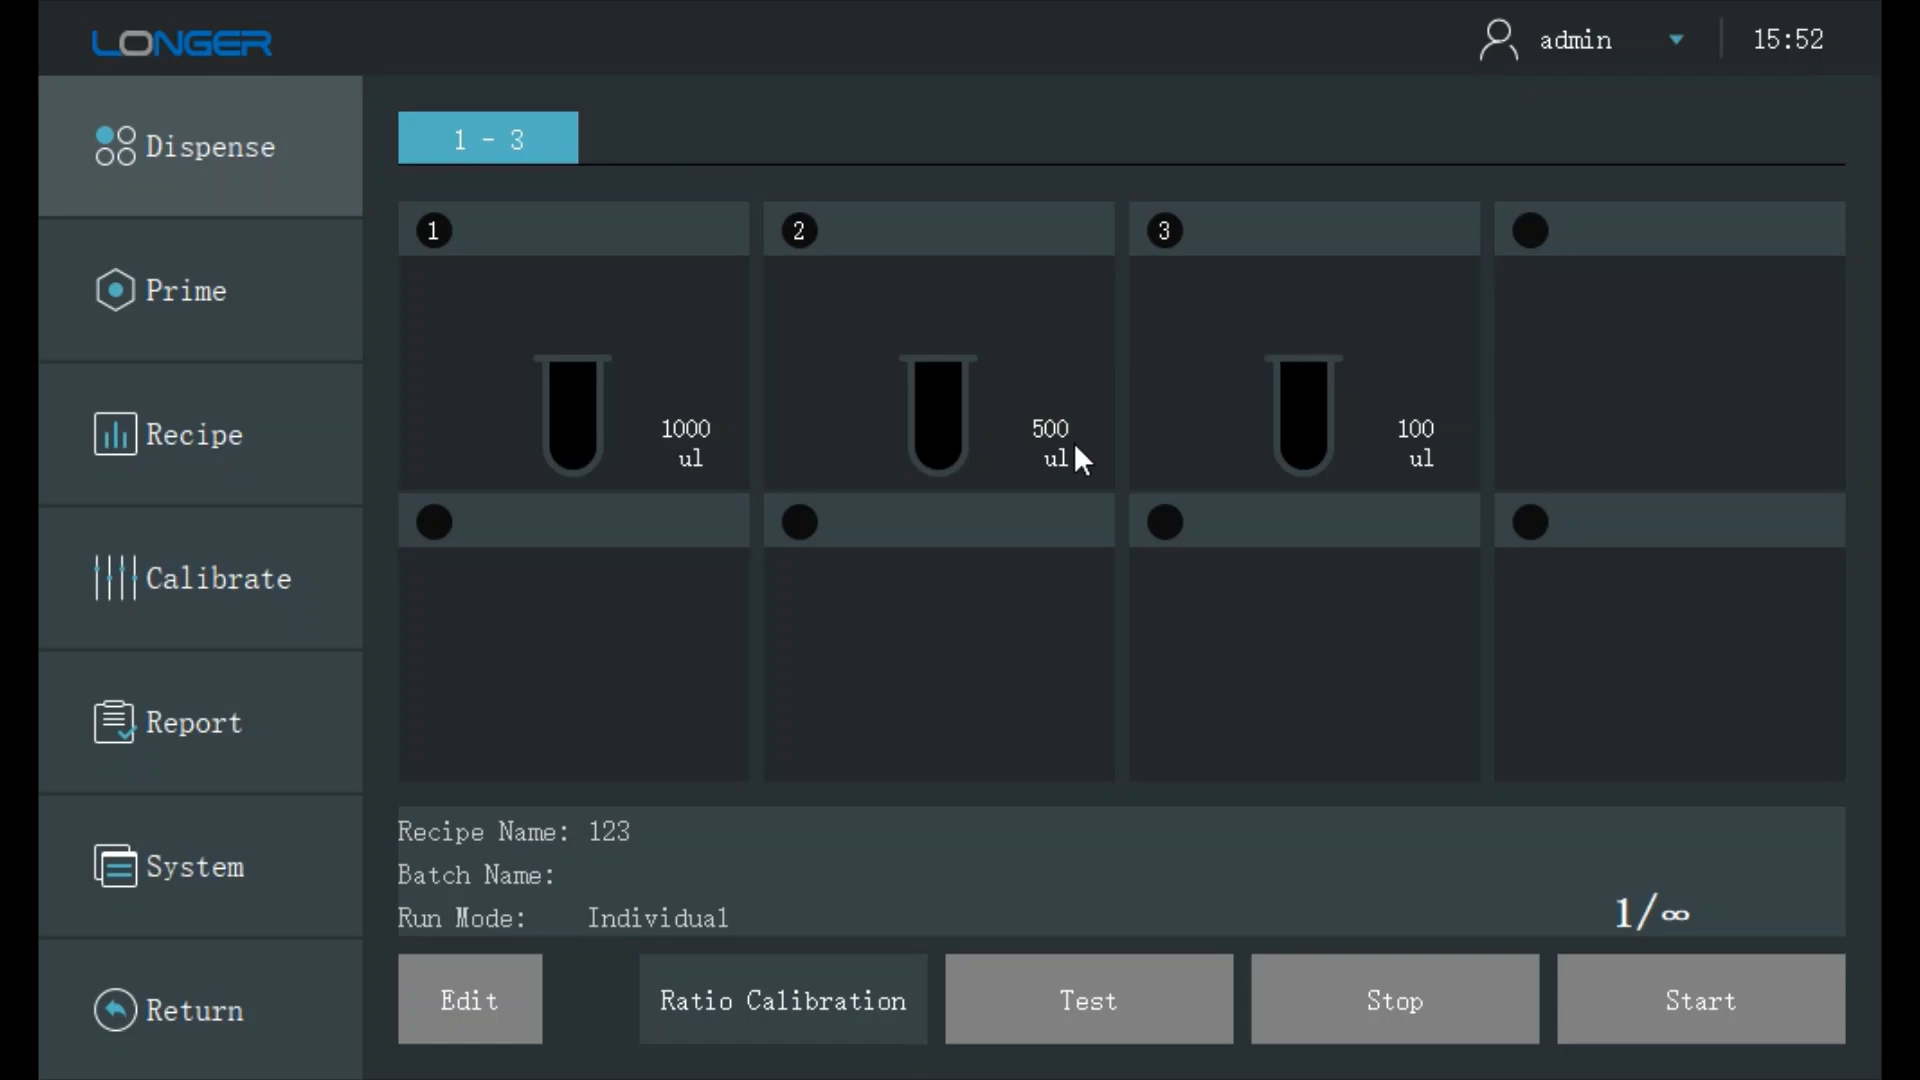 LONGER
admin
15:52
Dispense
Prime
Recipe
Calibrate
Report
System
Return
1 - 3
1
2
3
1000
ul
500
ul
100
ul
Recipe Name: 123
Batch Name:
Run Mode: Individual
1/∞
Edit
Ratio Calibration
Test
Stop
Start